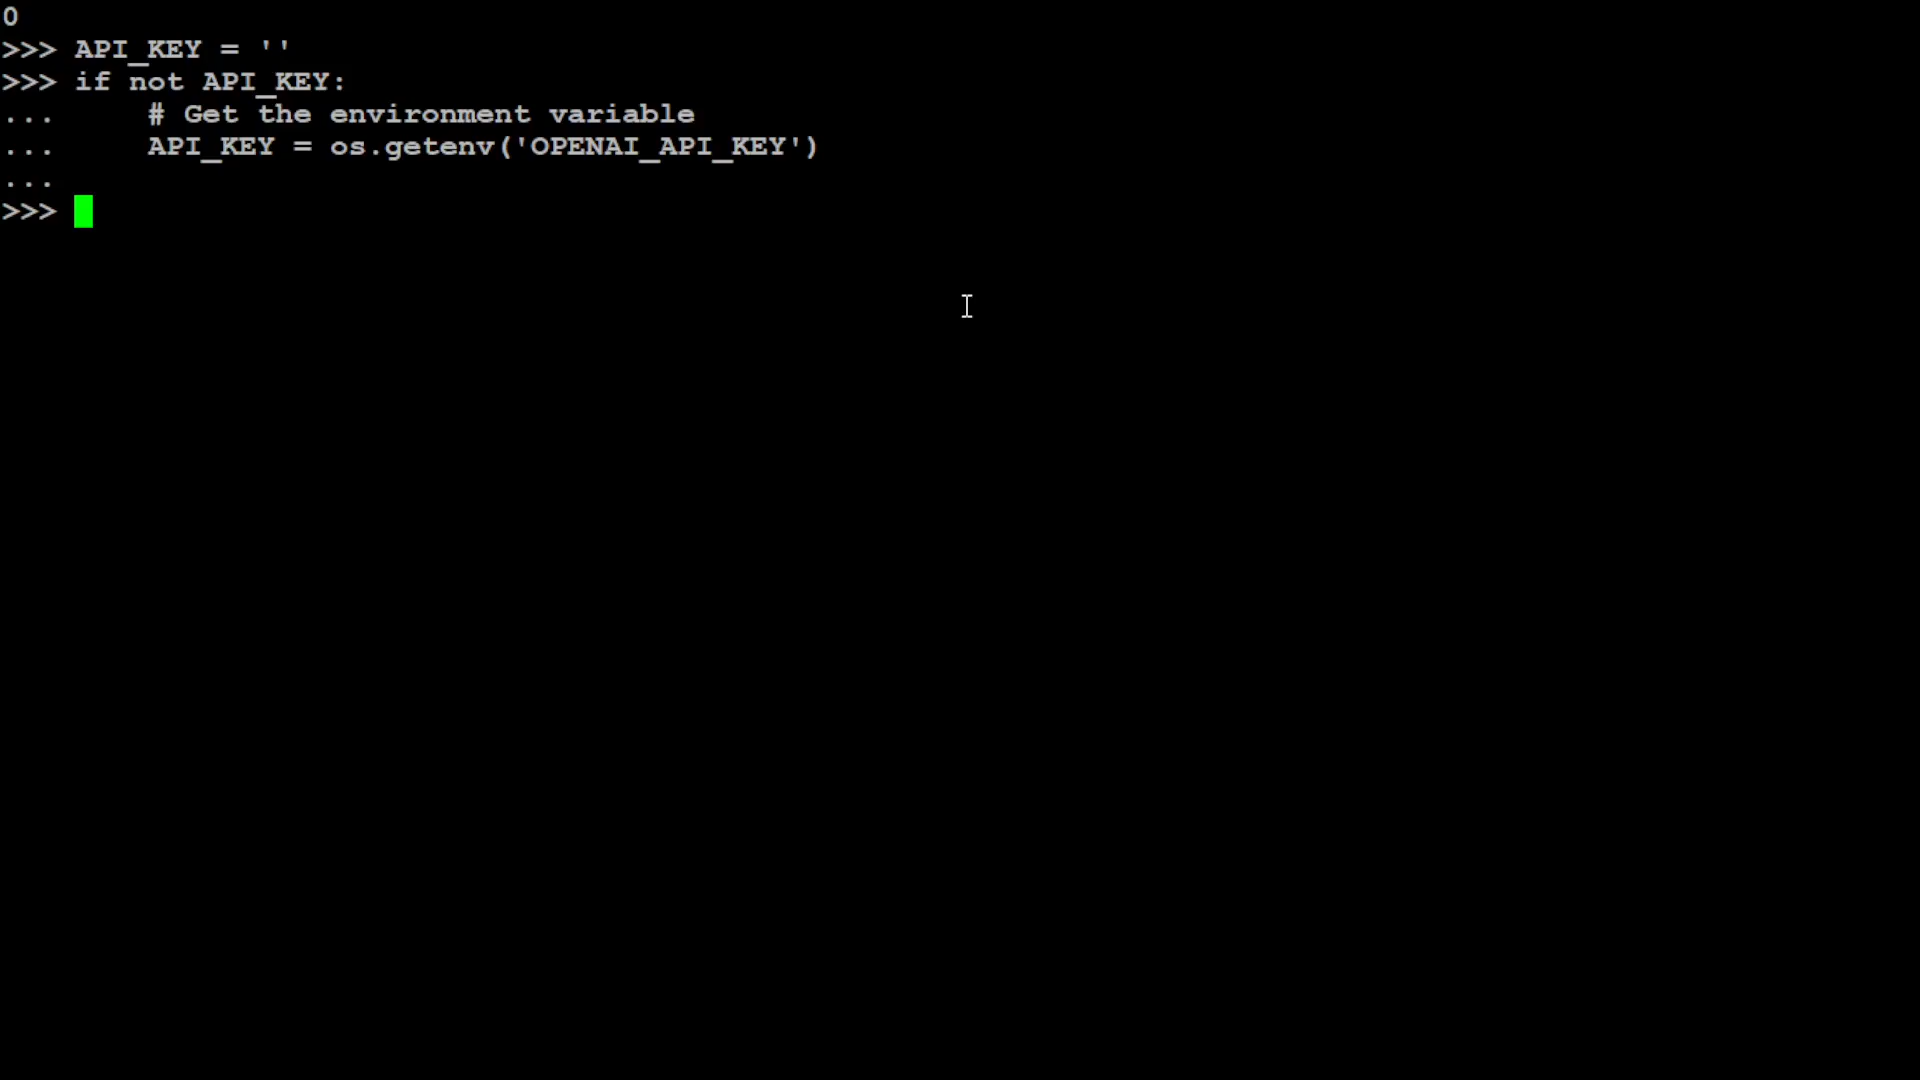 0
>>> API_KEY = ''
>>> if not API_KEY:
...     # Get the environment variable
...     API_KEY = os.getenv('OPENAI_API_KEY')
...
>>>